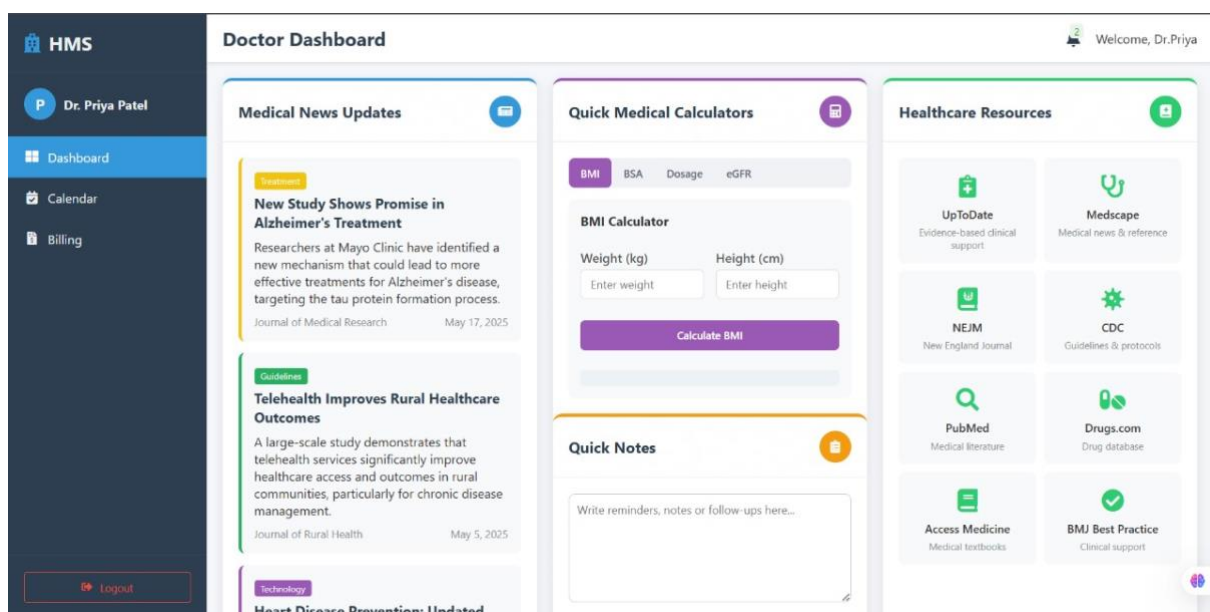 HMS
P
Dr. Priya Patel
Dashboard
Calendar
Billing
Logout
Doctor Dashboard
2
Welcome, Dr.Priya
Medical News Updates
Treatment
New Study Shows Promise in
Alzheimer's Treatment
Researchers at Mayo Clinic have identified a
new mechanism that could lead to more
effective treatments for Alzheimer's disease,
targeting the tau protein formation process.
Journal of Medical Research May 17, 2025
Guidelines
Telehealth Improves Rural Healthcare
Outcomes
A large-scale study demonstrates that
telehealth services significantly improve
healthcare access and outcomes in rural
communities, particularly for chronic disease
management.
Journal of Rural Health May 5, 2025
Technology
Heart Disease Prevention: Updated
Quick Medical Calculators
BMI BSA Dosage eGFR
BMI Calculator
Weight (kg) Height (cm)
Enter weight Enter height
Calculate BMI
Quick Notes
Write reminders, notes or follow-ups here...
Healthcare Resources
UpToDate
Evidence-based clinical
support
Medscape
Medical news & reference
NEJM
New England Journal
CDC
Guidelines & protocols
PubMed
Medical literature
Drugs.com
Drug database
Access Medicine
Medical textbooks
BMJ Best Practice
Clinical support